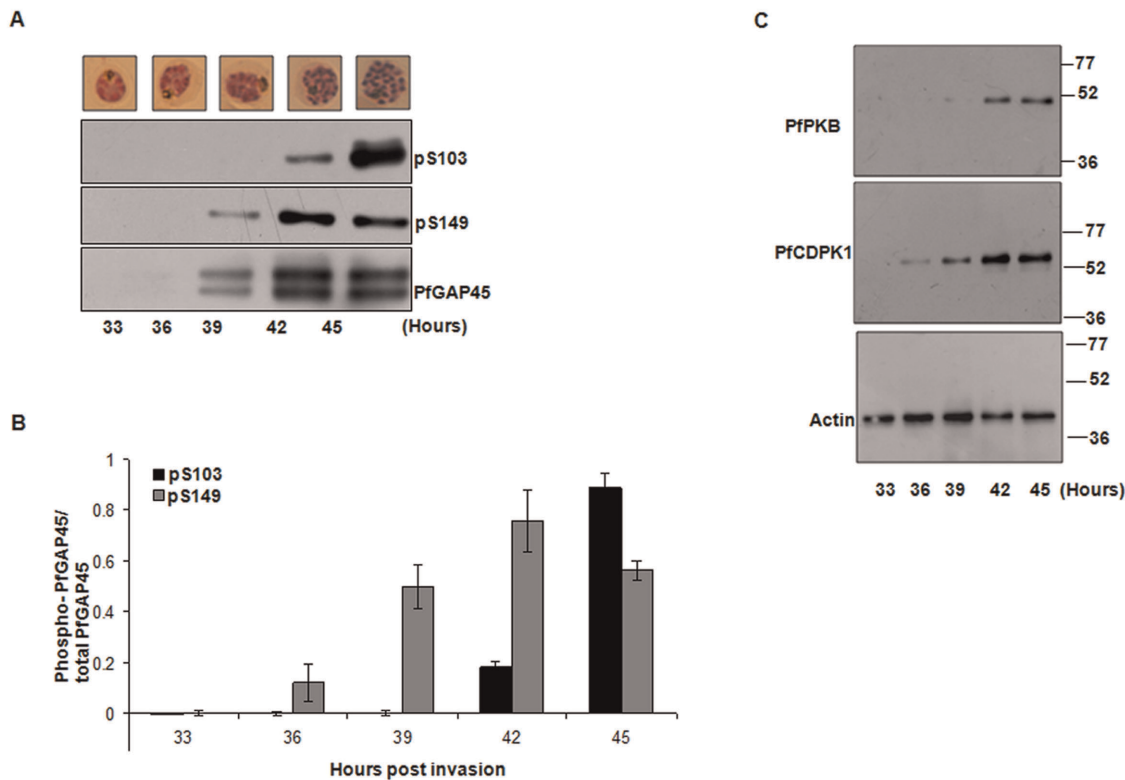 A
pS103
pS149
PfGAP45
33 36 39 42 45 (Hours)
B
pS103
pS149
Phospho- PfGAP45/
total PfGAP45
1
0.8
0.6
0.4
0.2
0
33 36 39 42 45
Hours post invasion
C
PfPKB
77
52
36
PfCDPK1
77
52
36
Actin
77
52
36
33 36 39 42 45 (Hours)